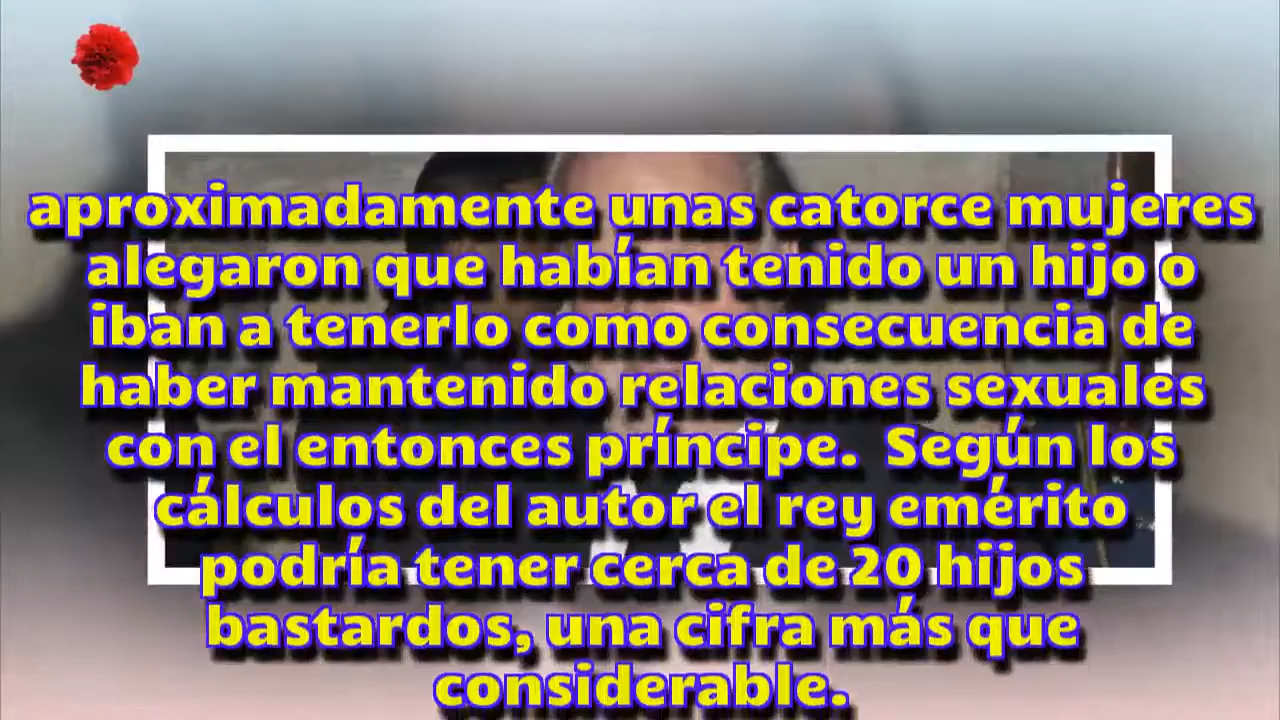 aproximadamente unas catorce mujeres
alegaron que habían tenido un hijo o
iban a tenerlo como consecuencia de
haber mantenido relaciones sexuales
con el entonces príncipe.  Según los
cálculos del autor el rey emérito
podría tener cerca de 20 hijos
bastardos, una cifra más que
considerable.